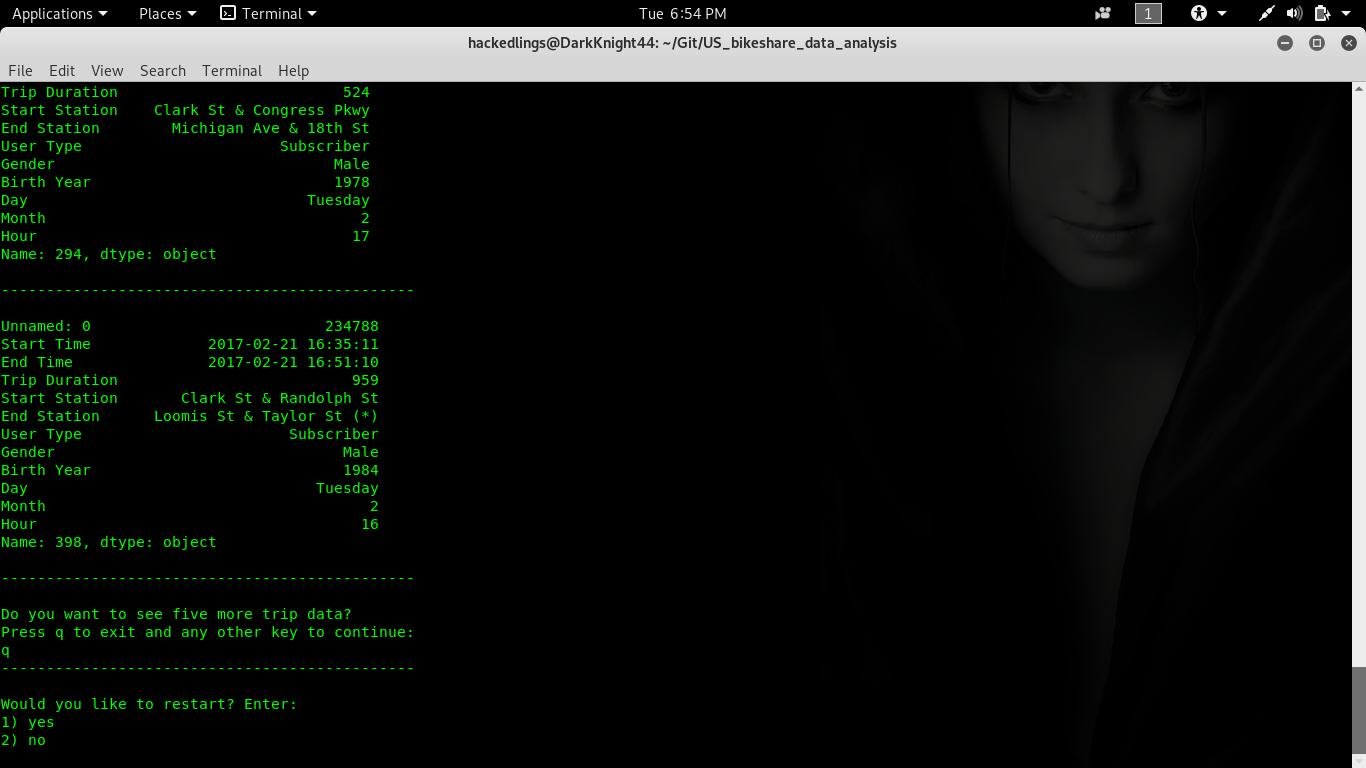 Applications Places Terminal Tue 6:54 PM 1
hackedlings@DarkKnight44: ~/Git/US_bikeshare_data_analysis
File Edit View Search Terminal Help
Trip Duration 524
Start Station Clark St & Congress Pkwy
End Station Michigan Ave & 18th St
User Type Subscriber
Gender Male
Birth Year 1978
Day Tuesday
Month 2
Hour 17
Name: 294, dtype: object
----------------------------------------------
Unnamed: 0 234788
Start Time 2017-02-21 16:35:11
End Time 2017-02-21 16:51:10
Trip Duration 959
Start Station Clark St & Randolph St
End Station Loomis St & Taylor St (*)
User Type Subscriber
Gender Male
Birth Year 1984
Day Tuesday
Month 2
Hour 16
Name: 398, dtype: object
----------------------------------------------
Do you want to see five more trip data?
Press q to exit and any other key to continue:
q
----------------------------------------------
Would you like to restart? Enter:
1) yes
2) no